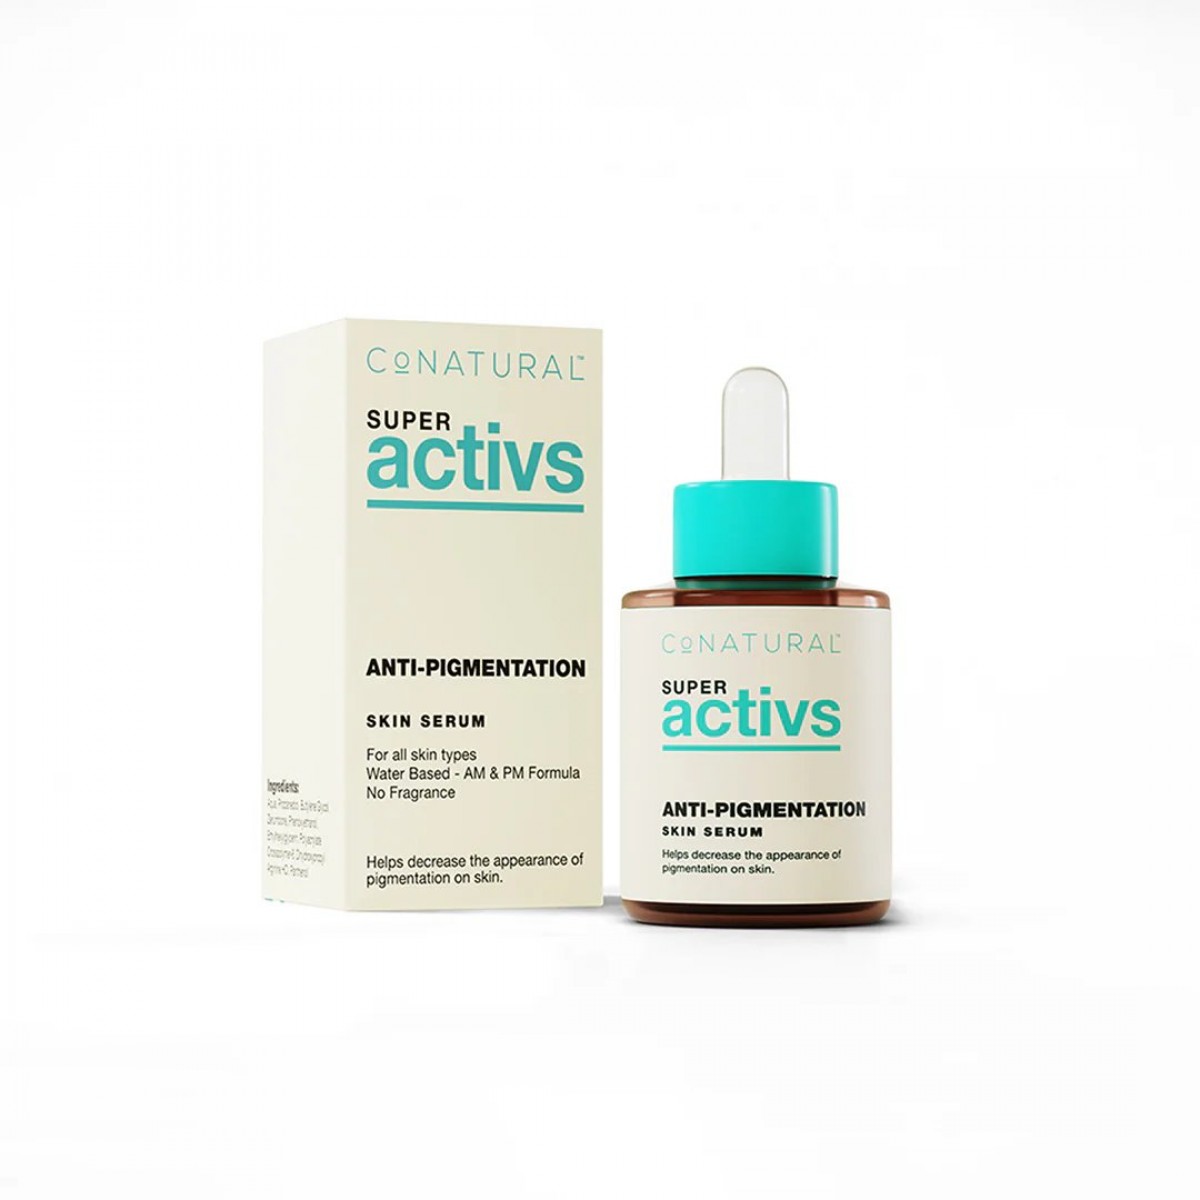 CoNATURAL™
SUPER
activs
ANTI-PIGMENTATION
SKIN SERUM
For all skin types
Water Based - AM & PM Formula
No Fragrance
Helps decrease the appearance of
pigmentation on skin.
Ingredients:
CoNATURAL™
SUPER
activs
ANTI-PIGMENTATION
SKIN SERUM
Helps decrease the appearance of
pigmentation on skin.